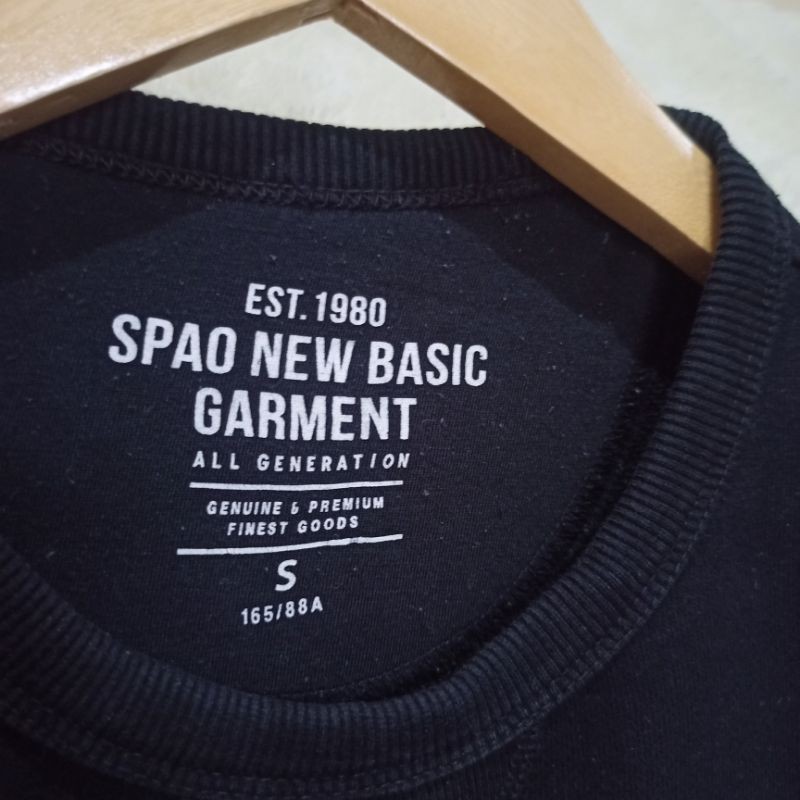 EST. 1980
SPAO NEW BASIC
GARMENT
ALL GENERATION
GENUINE & PREMIUM
FINEST GOODS
S
165/88A